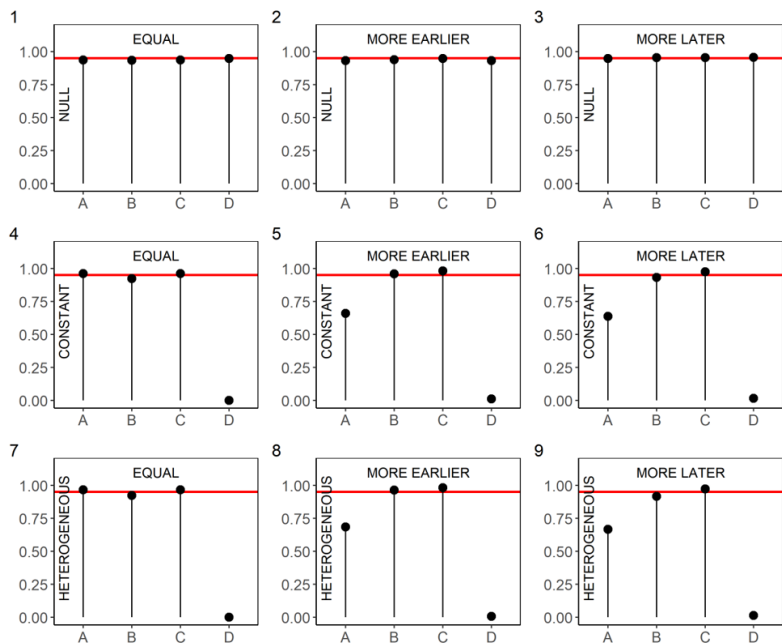 1 2 3
EQUAL MORE EARLIER MORE LATER
1.00 1.00 1.00
0.75 0.75 0.75
0.50 0.50 0.50
0.25 0.25 0.25
0.00 0.00 0.00
NULL NULL NULL
A B C D A B C D A B C D
4 5 6
EQUAL MORE EARLIER MORE LATER
1.00 1.00 1.00
0.75 0.75 0.75
0.50 0.50 0.50
0.25 0.25 0.25
0.00 0.00 0.00
CONSTANT CONSTANT CONSTANT
A B C D A B C D A B C D
7 8 9
EQUAL MORE EARLIER MORE LATER
1.00 1.00 1.00
0.75 0.75 0.75
0.50 0.50 0.50
0.25 0.25 0.25
0.00 0.00 0.00
HETEROGENEOUS HETEROGENEOUS HETEROGENEOUS
A B C D A B C D A B C D